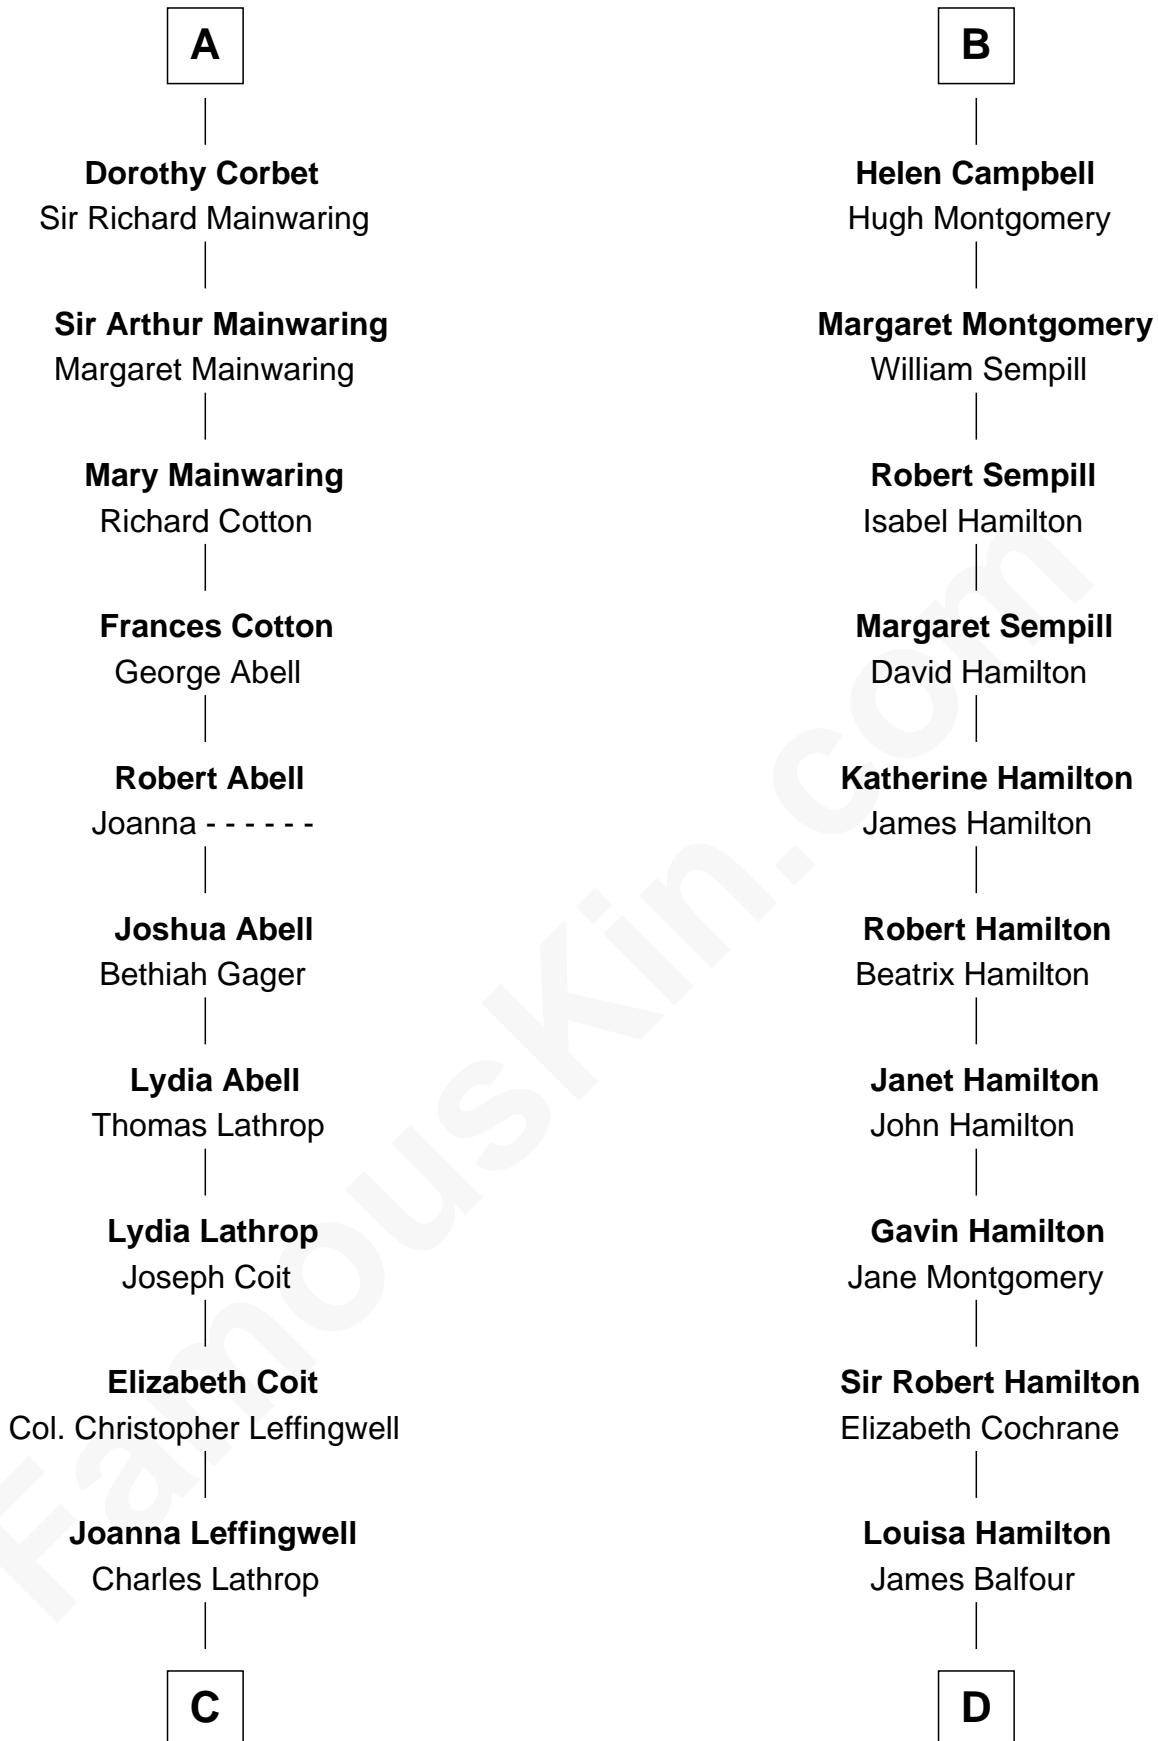 A
Dorothy Corbet
Sir Richard Mainwaring
Sir Arthur Mainwaring
Margaret Mainwaring
Mary Mainwaring
Richard Cotton
Frances Cotton
George Abell
Robert Abell
Joanna - - - - - -
Joshua Abell
Bethiah Gager
Lydia Abell
Thomas Lathrop
Lydia Lathrop
Joseph Coit
Elizabeth Coit
Col. Christopher Leffingwell
Joanna Leffingwell
Charles Lathrop
C
B
Helen Campbell
Hugh Montgomery
Margaret Montgomery
William Sempill
Robert Sempill
Isabel Hamilton
Margaret Sempill
David Hamilton
Katherine Hamilton
James Hamilton
Robert Hamilton
Beatrix Hamilton
Janet Hamilton
John Hamilton
Gavin Hamilton
Jane Montgomery
Sir Robert Hamilton
Elizabeth Cochrane
Louisa Hamilton
James Balfour
D
FamousKin.com